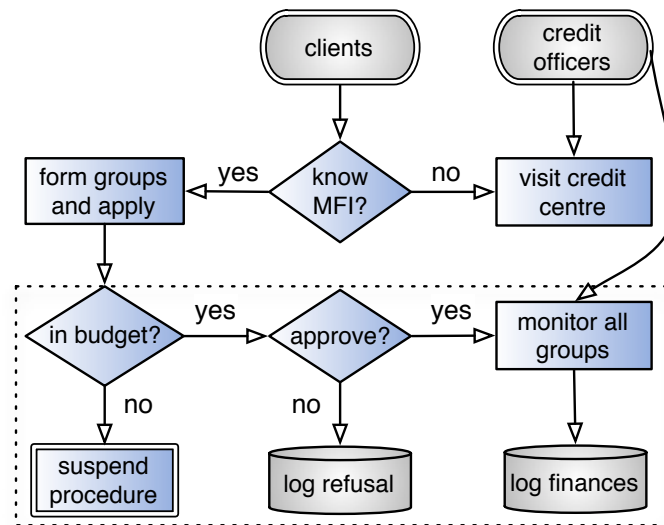 clients
credit
officers
form groups
and apply
yes
know
MFI?
no
visit credit
centre
in budget?
yes
approve?
yes
monitor all
groups
no
no
suspend
procedure
log refusal
log finances